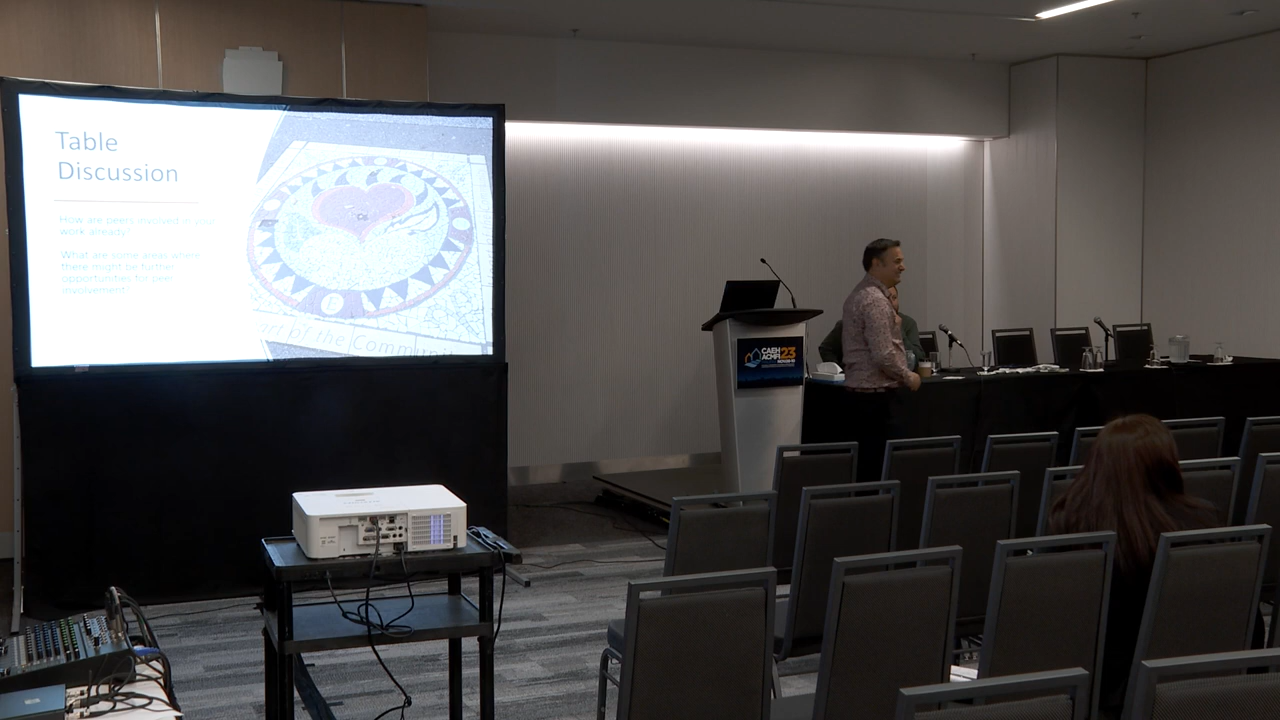 Table
Discussion
How are peers involved in your
work already?
What are some areas where
there might be further
opportunities for peer
involvement
art of the Communit
CAEH 23
ACMFI